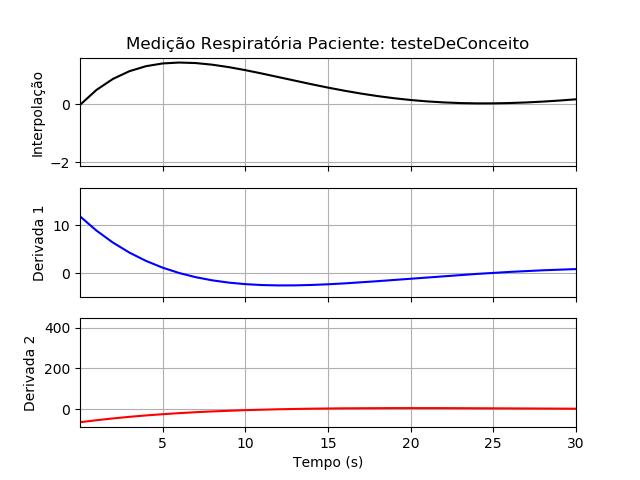 Medição Respiratória Paciente: testeDeConceito
Interpolação
0
−2
Derivada 1
10
0
Derivada 2
400
200
0
5 10 15 20 25 30
Tempo (s)